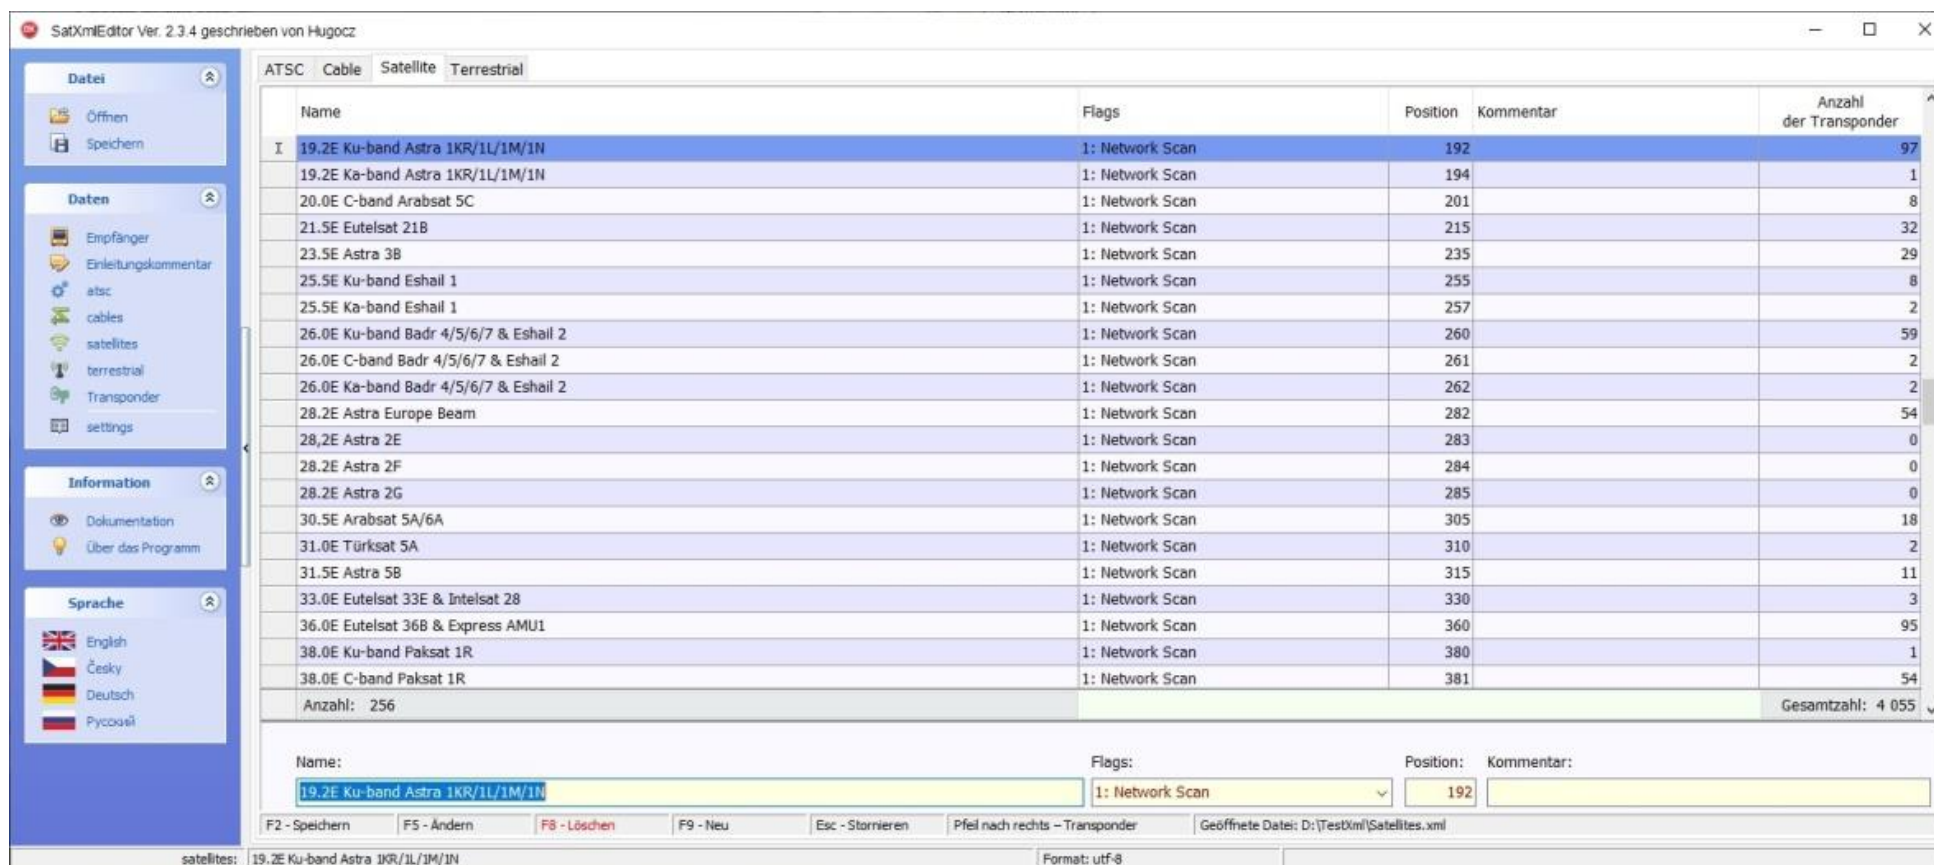 SatXmlEditor Ver. 2.3.4 geschrieben von Hugocz
Datei
Öffnen
Speichern
Daten
Empfänger
Einleitungskommentar
atsc
cables
satellites
terrestrial
Transponder
settings
Information
Dokumentation
Über das Programm
Sprache
English
Česky
Deutsch
Русский
ATSC Cable Satellite Terrestrial
Name Flags Position Kommentar Anzahl
der Transponder
I 19.2E Ku-band Astra 1KR/1L/1M/1N 1: Network Scan 192 97
19.2E Ka-band Astra 1KR/1L/1M/1N 1: Network Scan 194 1
20.0E C-band Arabsat 5C 1: Network Scan 201 8
21.5E Eutelsat 21B 1: Network Scan 215 32
23.5E Astra 3B 1: Network Scan 235 29
25.5E Ku-band Eshail 1 1: Network Scan 255 8
25.5E Ka-band Eshail 1 1: Network Scan 257 2
26.0E Ku-band Badr 4/5/6/7 & Eshail 2 1: Network Scan 260 59
26.0E C-band Badr 4/5/6/7 & Eshail 2 1: Network Scan 261 2
26.0E Ka-band Badr 4/5/6/7 & Eshail 2 1: Network Scan 262 2
28.2E Astra Europe Beam 1: Network Scan 282 54
28,2E Astra 2E 1: Network Scan 283 0
28.2E Astra 2F 1: Network Scan 284 0
28.2E Astra 2G 1: Network Scan 285 0
30.5E Arabsat 5A/6A 1: Network Scan 305 18
31.0E Türksat 5A 1: Network Scan 310 2
31.5E Astra 5B 1: Network Scan 315 11
33.0E Eutelsat 33E & Intelsat 28 1: Network Scan 330 3
36.0E Eutelsat 36B & Express AMU1 1: Network Scan 360 95
38.0E Ku-band Paksat 1R 1: Network Scan 380 1
38.0E C-band Paksat 1R 1: Network Scan 381 54
Anzahl: 256 Gesamtzahl: 4 055
Name: Flags: Position: Kommentar:
19.2E Ku-band Astra 1KR/1L/1M/1N 1: Network Scan 192
F2 - Speichern F5 - Ändern F8 - Löschen F9 - Neu Esc - Stornieren Pfeil nach rechts – Transponder Geöffnete Datei: D:\TestXml\Satellites.xml
satellites: 19.2E Ku-band Astra 1KR/1L/1M/1N Format: utf-8